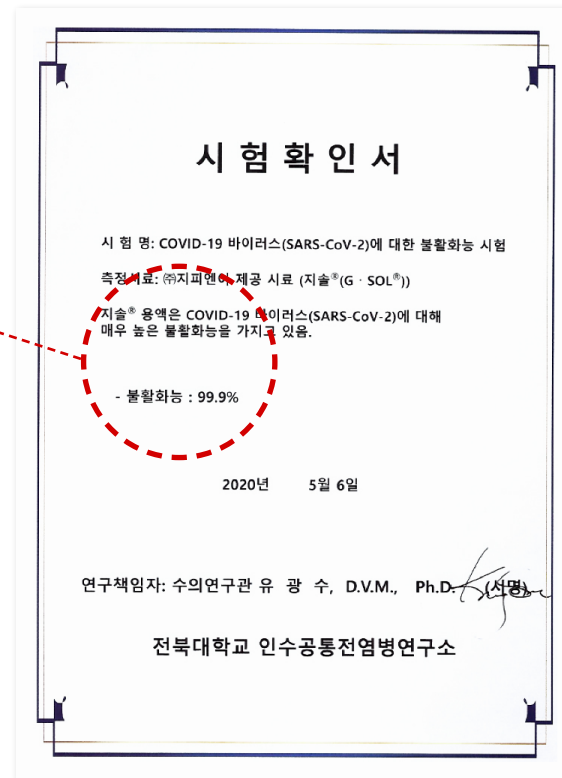 시험확인서
시 험 명: COVID-19 바이러스(SARS-CoV-2)에 대한 불활화능 시험
측정시료: ㈜지피엔이 제공 시료 (지솔®(G · SOL®))
지솔® 용액은 COVID-19 바이러스(SARS-CoV-2)에 대해
매우 높은 불활화능을 가지고 있음.
- 불활화능 : 99.9%
2020년 5월 6일
연구책임자: 수의연구관 유 광 수, D.V.M., Ph.D. (서명)
전북대학교 인수공통전염병연구소